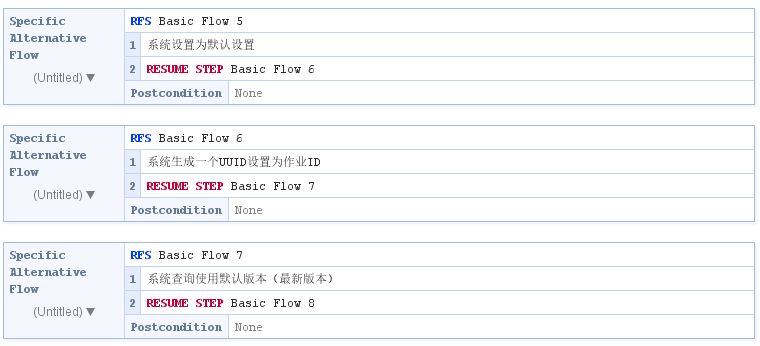 Specific Alternative Flow
(Untitled) ▼
RFS Basic Flow 5
1 系统设置为默认设置
2 RESUME STEP Basic Flow 6
Postcondition None
Specific Alternative Flow
(Untitled) ▼
RFS Basic Flow 6
1 系统生成一个UUID设置为作业ID
2 RESUME STEP Basic Flow 7
Postcondition None
Specific Alternative Flow
(Untitled) ▼
RFS Basic Flow 7
1 系统查询使用默认版本（最新版本）
2 RESUME STEP Basic Flow 8
Postcondition None